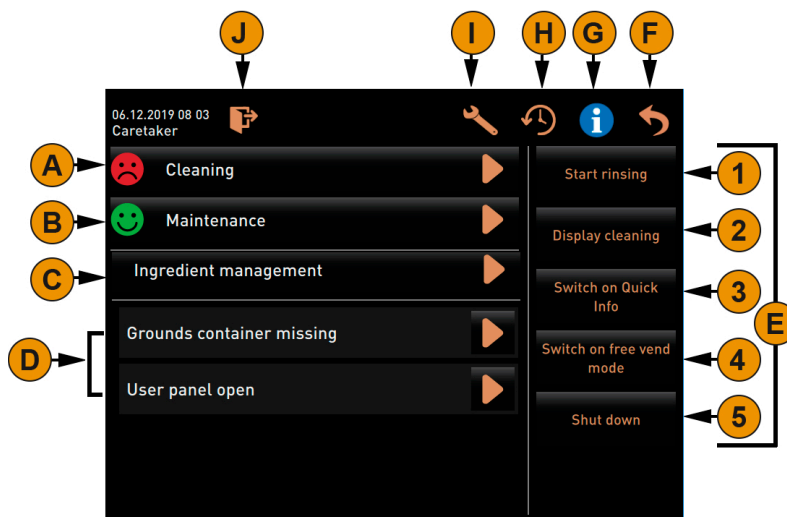 J
I
H
G
F
06.12.2019 08 03
Caretaker
i
A
Cleaning
Start rinsing
1
B
Maintenance
Display cleaning
2
C
Ingredient management
Switch on Quick
Info
3
E
D
Grounds container missing
Switch on free vend
mode
4
User panel open
Shut down
5